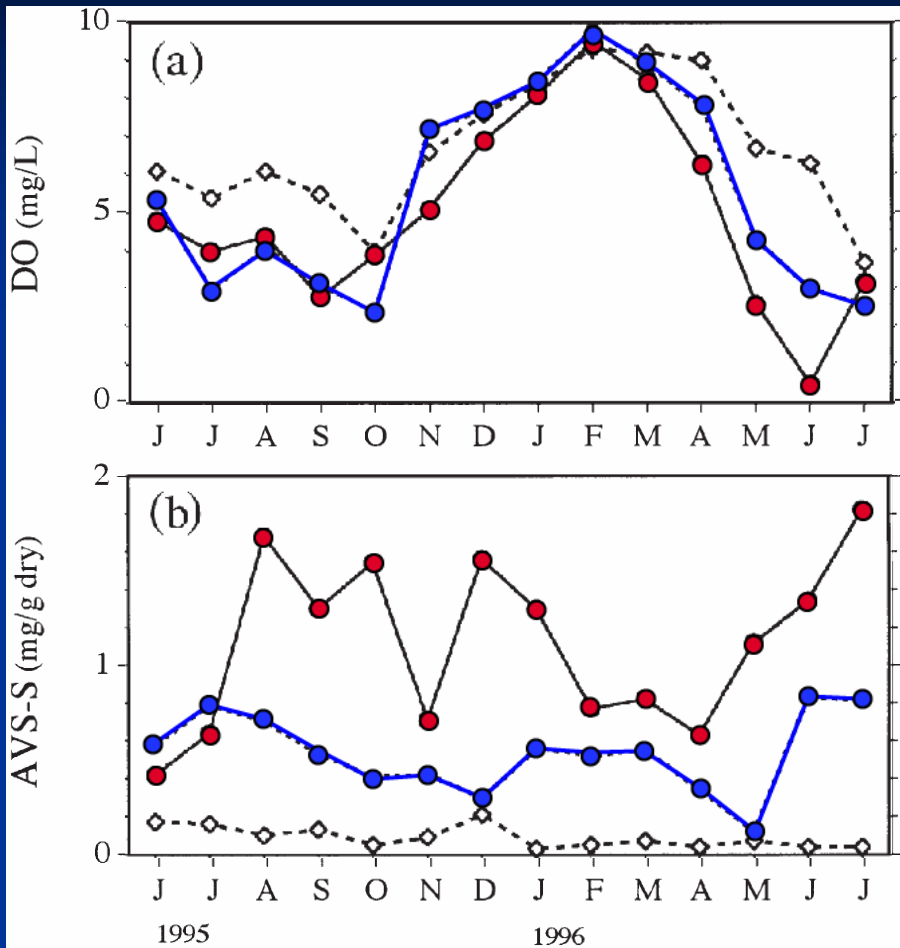 (a)
DO (mg/L)
10
5
0
J J A S O N D J F M A M J J
(b)
AVS-S (mg/g dry)
2
1
0
J J A S O N D J F M A M J J
1995 1996